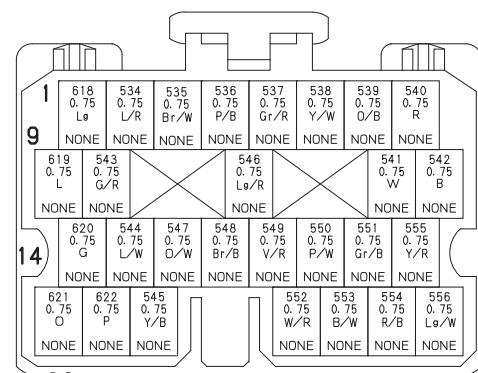 1 618 534 535 536 537 538 539 540
0.75 0.75 0.75 0.75 0.75 0.75 0.75 0.75
Lg L/R Br/W P/B Gr/R Y/W O/B R
NONE NONE NONE NONE NONE NONE NONE NONE
9 619 543 546 541 542
0.75 0.75 0.75 0.75 0.75
L G/R Lg/R W B
NONE NONE NONE NONE NONE
14 620 544 547 548 549 550 551 555
0.75 0.75 0.75 0.75 0.75 0.75 0.75 0.75
G L/W O/W Br/B V/R P/W Gr/B Y/R
NONE NONE NONE NONE NONE NONE NONE NONE
621 622 545 552 553 554 556
0.75 0.75 0.75 0.75 0.75 0.75 0.75
O P Y/B W/R B/W R/B Lg/W
NONE NONE NONE NONE NONE NONE NONE